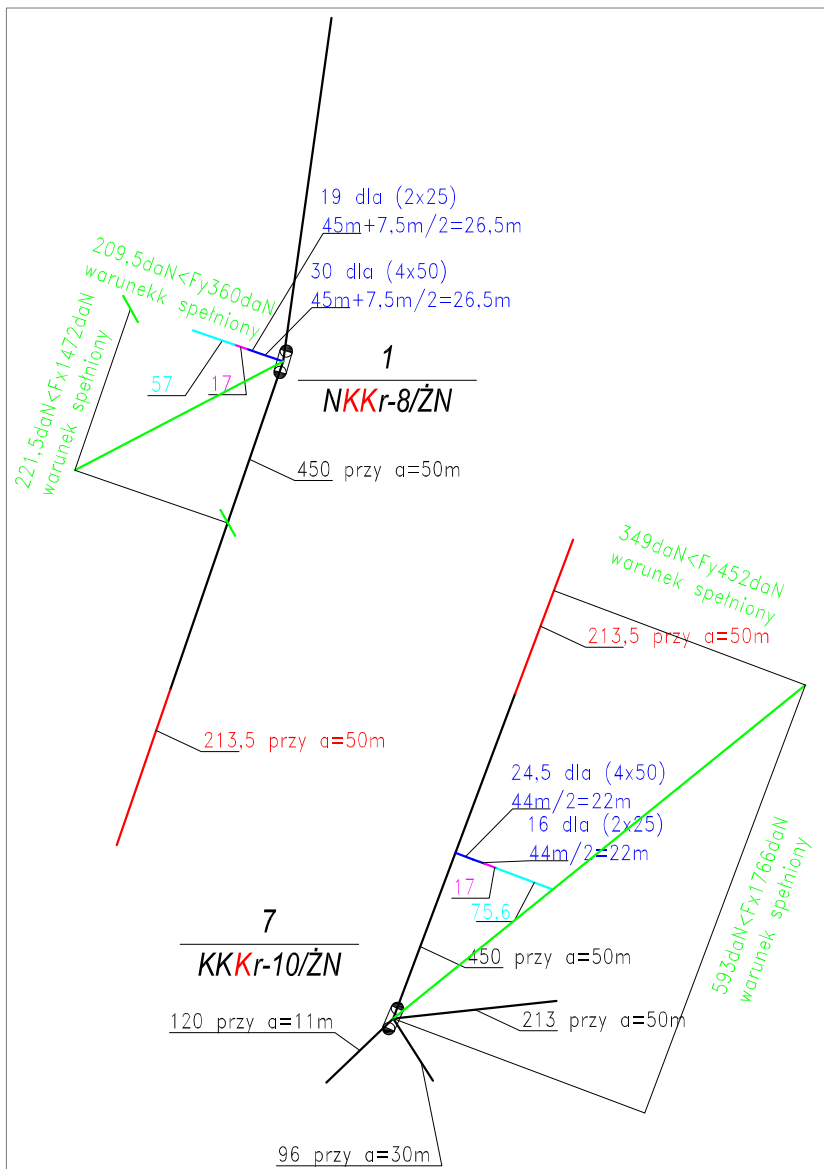 19 dla (2x25)
45m+7,5m/2=26,5m
30 dla (4x50)
45m+7,5m/2=26,5m
209,5daN<Fy360daN
warunekk spełniony
57
17
1
NKKr-8/ŻN
221,5daN<Fx1472daN
warunek spełniony
450 przy a=50m
213,5 przy a=50m
349daN<Fy452daN
warunek spełniony
213,5 przy a=50m
24,5 dla (4x50)
44m/2=22m
16 dla (2x25)
44m/2=22m
17
75,6
593daN<Fx1766daN
warunek spełniony
7
KKKr-10/ŻN
450 przy a=50m
120 przy a=11m
213 przy a=50m
96 przy a=30m